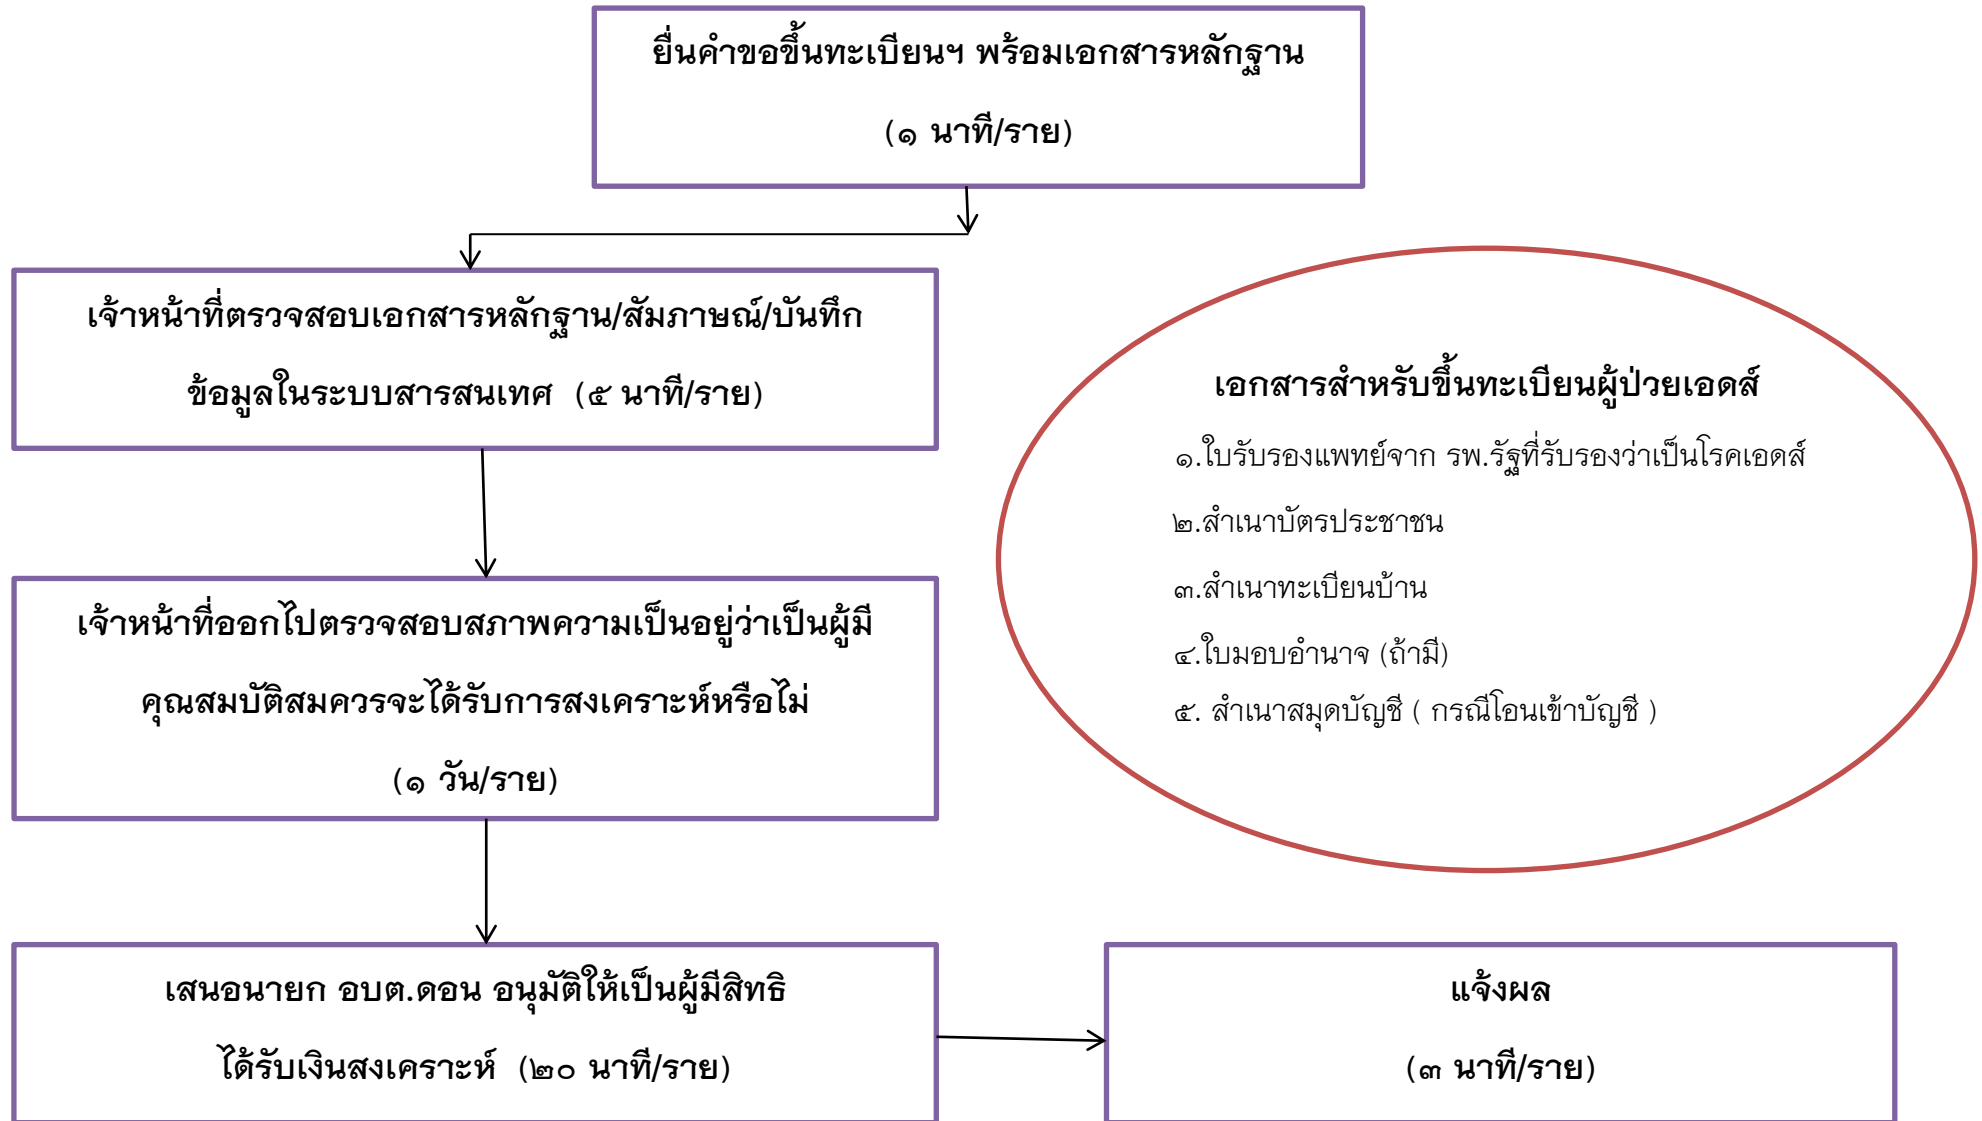 ยื่นคำขอขึ้นทะเบียนฯ พร้อมเอกสารหลักฐาน
(๑ นาที/ราย)
เจ้าหน้าที่ตรวจสอบเอกสารหลักฐาน/สัมภาษณ์/บันทึก
ข้อมูลในระบบสารสนเทศ (๕ นาที/ราย)
เจ้าหน้าที่ออกไปตรวจสอบสภาพความเป็นอยู่ว่าเป็นผู้มี
คุณสมบัติสมควรจะได้รับการสงเคราะห์หรือไม่
(๑ วัน/ราย)
เสนอนายก อบต.ดอน อนุมัติให้เป็นผู้มีสิทธิ
ได้รับเงินสงเคราะห์ (๒๐ นาที/ราย)
แจ้งผล
(๓ นาที/ราย)
เอกสารสำหรับขึ้นทะเบียนผู้ป่วยเอดส์
๑.ใบรับรองแพทย์จาก รพ.รัฐที่รับรองว่าเป็นโรคเอดส์
๒.สำเนาบัตรประชาชน
๓.สำเนาทะเบียนบ้าน
๔.ใบมอบอำนาจ (ถ้ามี)
๕. สำเนาสมุดบัญชี ( กรณีโอนเข้าบัญชี )